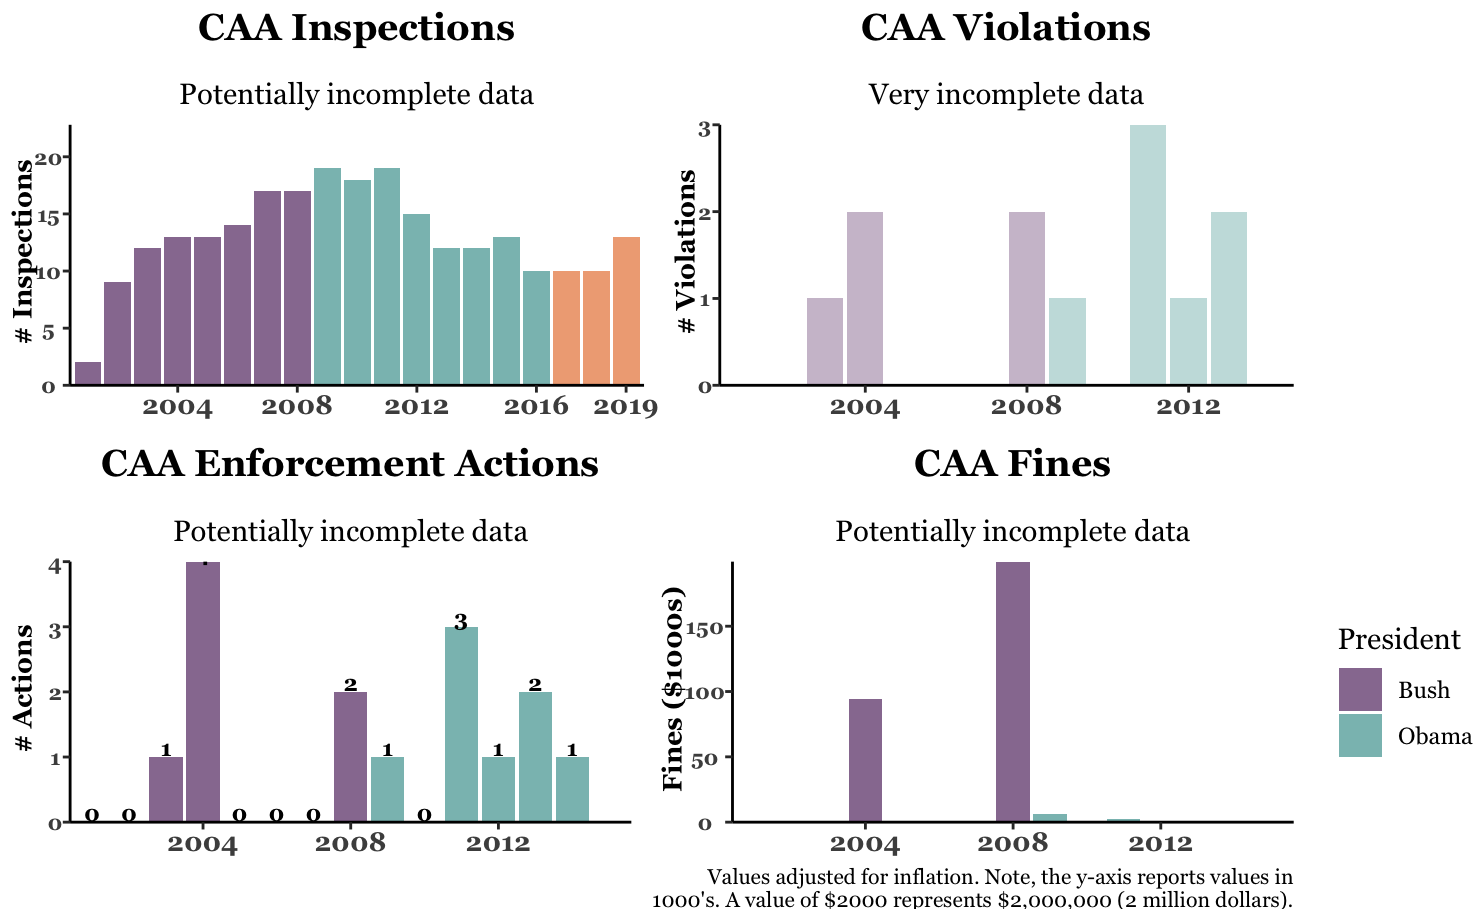 CAA Inspections
Potentially incomplete data
# Inspections
20
15
10
5
0
2004 2008 2012 2016 2019
CAA Violations
Very incomplete data
# Violations
3
2
1
0
2004 2008 2012
CAA Enforcement Actions
Potentially incomplete data
# Actions
4
3
2
1
0
0 0 1 0 0 0 2 1 0 3 1 2 1
2004 2008 2012
CAA Fines
Potentially incomplete data
Fines ($1000s)
150
100
50
0
2004 2008 2012
President
Bush
Obama
Values adjusted for inflation. Note, the y-axis reports values in
1000's. A value of $2000 represents $2,000,000 (2 million dollars).